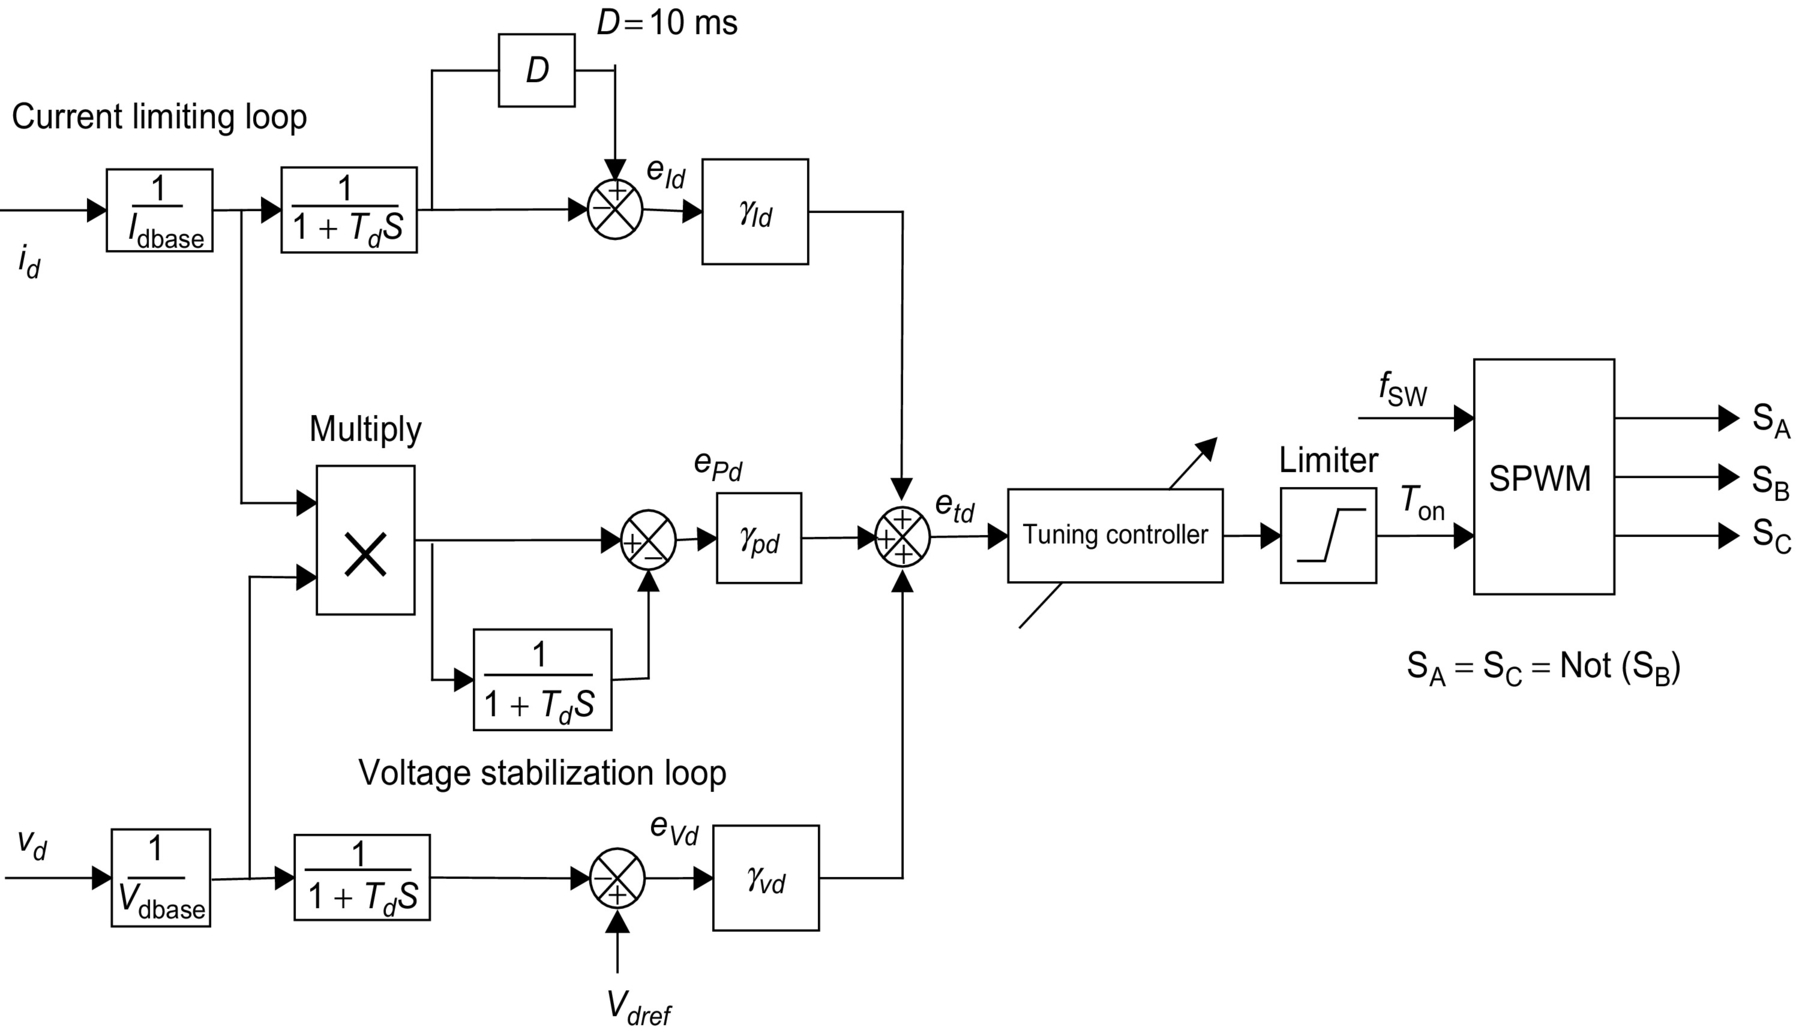 D=10 ms
D
Current limiting loop
i_d
1
I_dbase
1
1 + T_dS
+
−
e_Id
γ_Id
Multiply
×
+
−
e_Pd
γ_pd
1
1 + T_dS
Voltage stabilization loop
v_d
1
V_dbase
1
1 + T_dS
−
+
e_Vd
γ_vd
V_dref
+
+
+
e_td
Tuning controller
Limiter
f_SW
T_on
SPWM
S_A
S_B
S_C
S_A = S_C = Not (S_B)